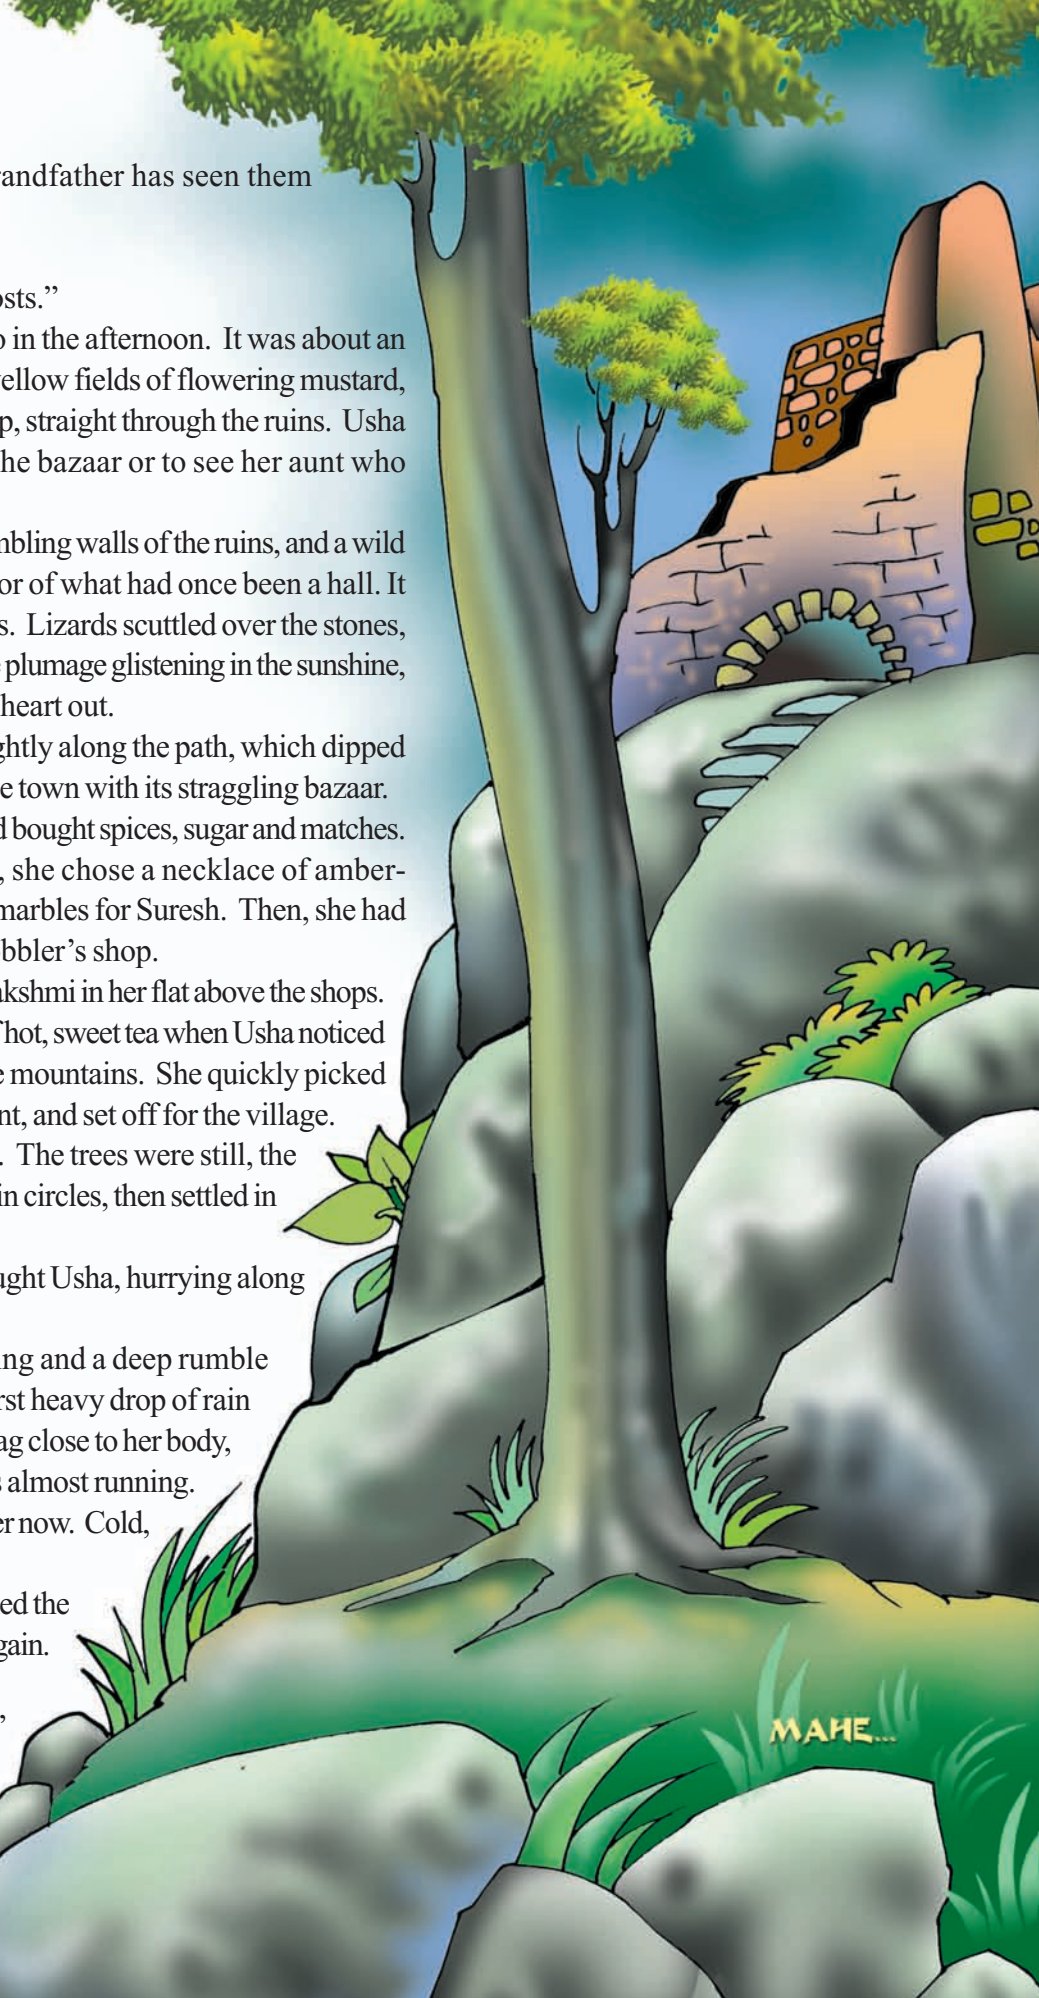 randfather has seen them
osts.”
o in the afternoon. It was about an
yellow fields of flowering mustard,
p, straight through the ruins. Usha
he bazaar or to see her aunt who
mbling walls of the ruins, and a wild
or of what had once been a hall. It
s. Lizards scuttled over the stones,
e plumage glistening in the sunshine,
heart out.
ghtly along the path, which dipped
e town with its straggling bazaar.
d bought spices, sugar and matches.
, she chose a necklace of amber-
marbles for Suresh. Then, she had
obbler’s shop.
akshmi in her flat above the shops.
f hot, sweet tea when Usha noticed
e mountains. She quickly picked
nt, and set off for the village.
. The trees were still, the
in circles, then settled in
ught Usha, hurrying along
ing and a deep rumble
rst heavy drop of rain
ag close to her body,
s almost running.
er now. Cold,
ed the
gain.
,
MAHE...